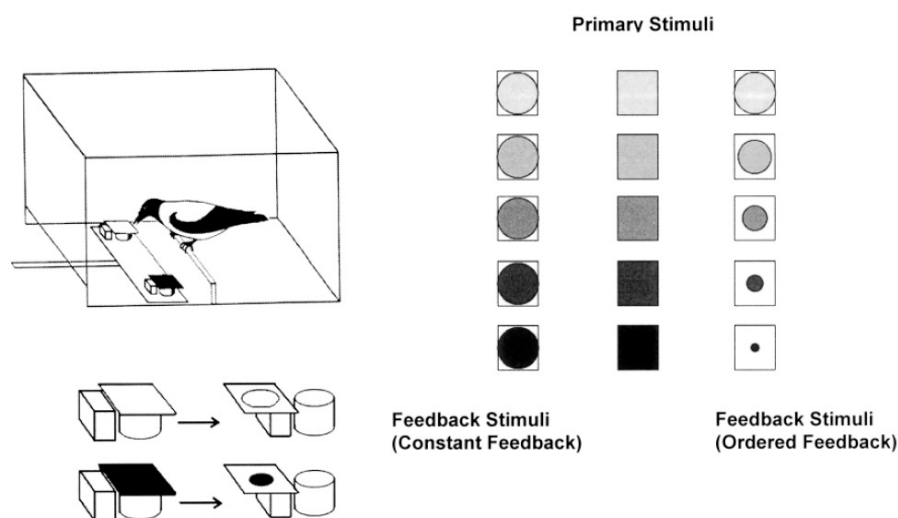 Primary Stimuli
Feedback Stimuli
(Constant Feedback)
Feedback Stimuli
(Ordered Feedback)